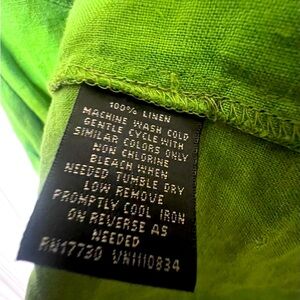 100% LINEN
MACHINE WASH COLD
GENTLE CYCLE WITH
SIMILAR COLORS ONLY
NON CHLORINE
BLEACH WHEN
NEEDED TUMBLE DRY
LOW REMOVE
PROMPTLY COOL IRON
ON REVERSE AS
NEEDED
RN17730 VN1110834